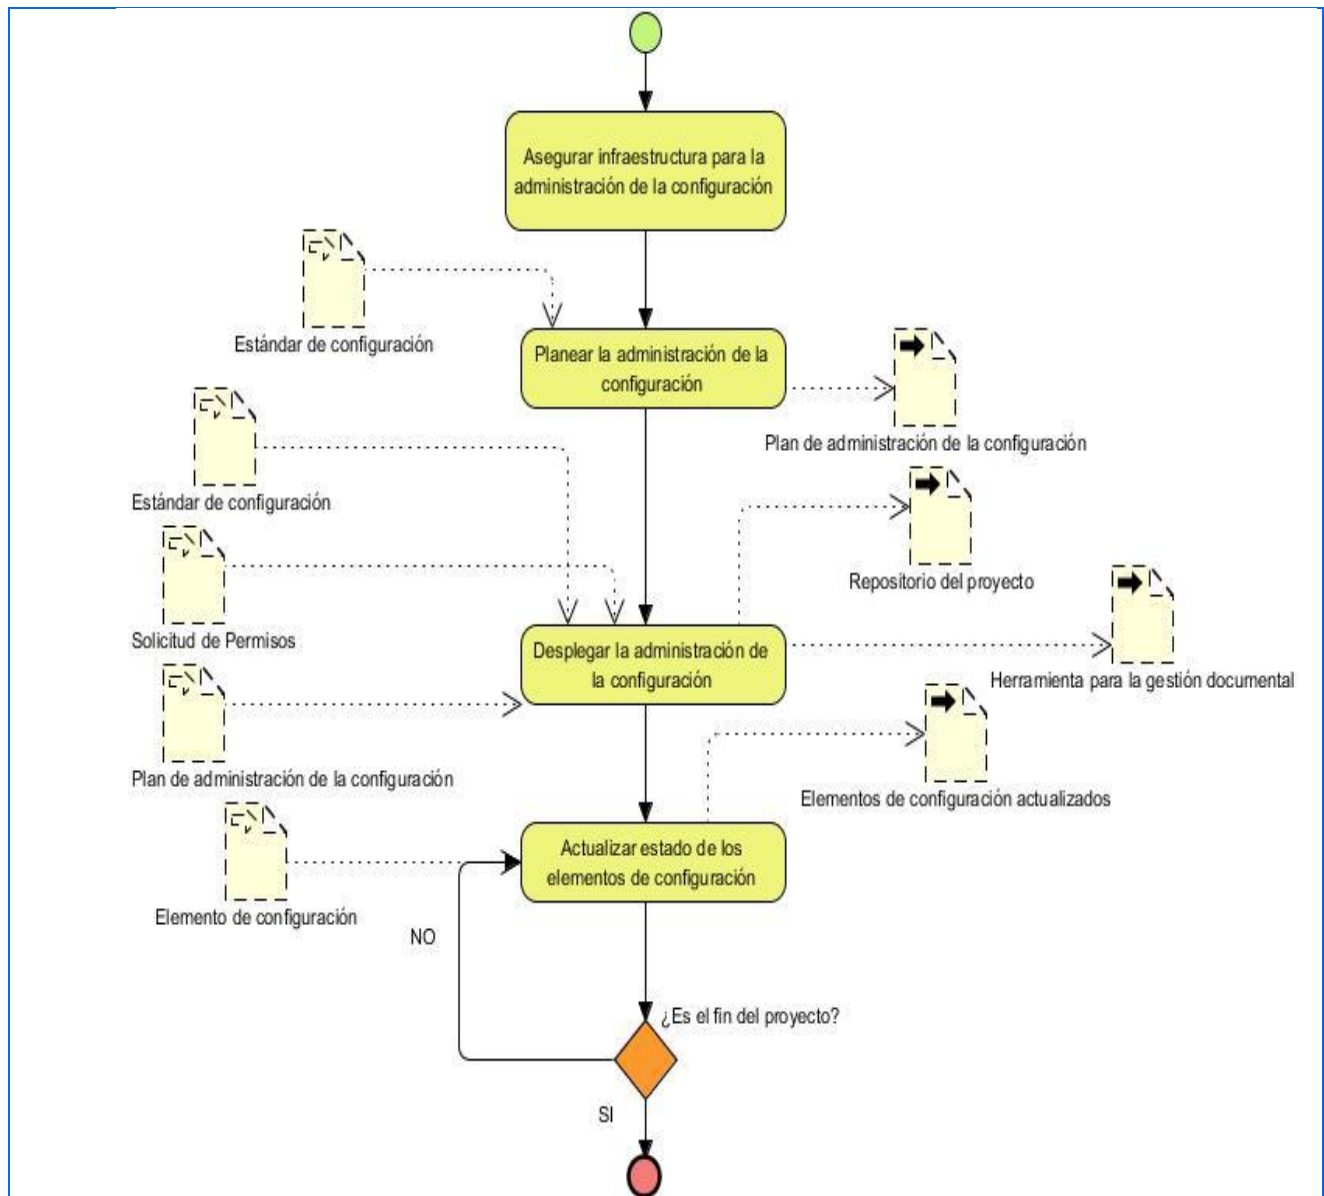 Asegurar infraestructura para la
administración de la configuración
Estándar de configuración
Planear la administración de la
configuración
Plan de administración de la configuración
Estándar de configuración
Repositorio del proyecto
Solicitud de Permisos
Desplegar la administración de
la configuración
Herramienta para la gestión documental
Plan de administración de la configuración
Elementos de configuración actualizados
Actualizar estado de los
elementos de configuración
Elemento de configuración
NO
¿Es el fin del proyecto?
SI